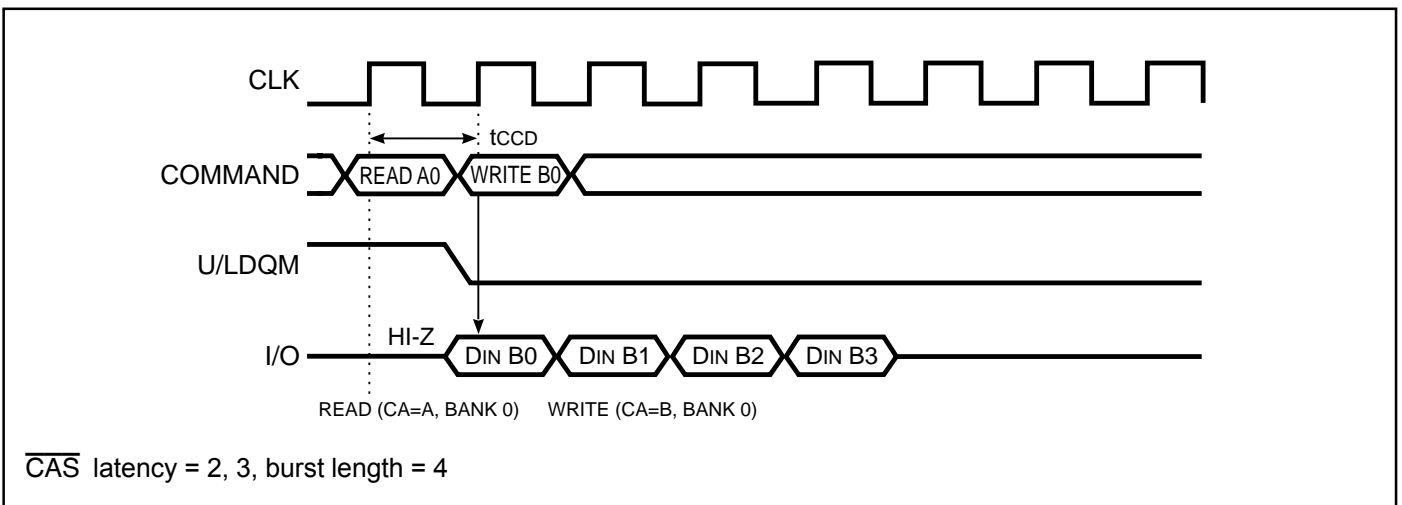 CLK
tCCD
COMMAND READ A0 WRITE B0
U/LDQM
HI-Z
I/O DIN B0 DIN B1 DIN B2 DIN B3
READ (CA=A, BANK 0) WRITE (CA=B, BANK 0)
CAS latency = 2, 3, burst length = 4